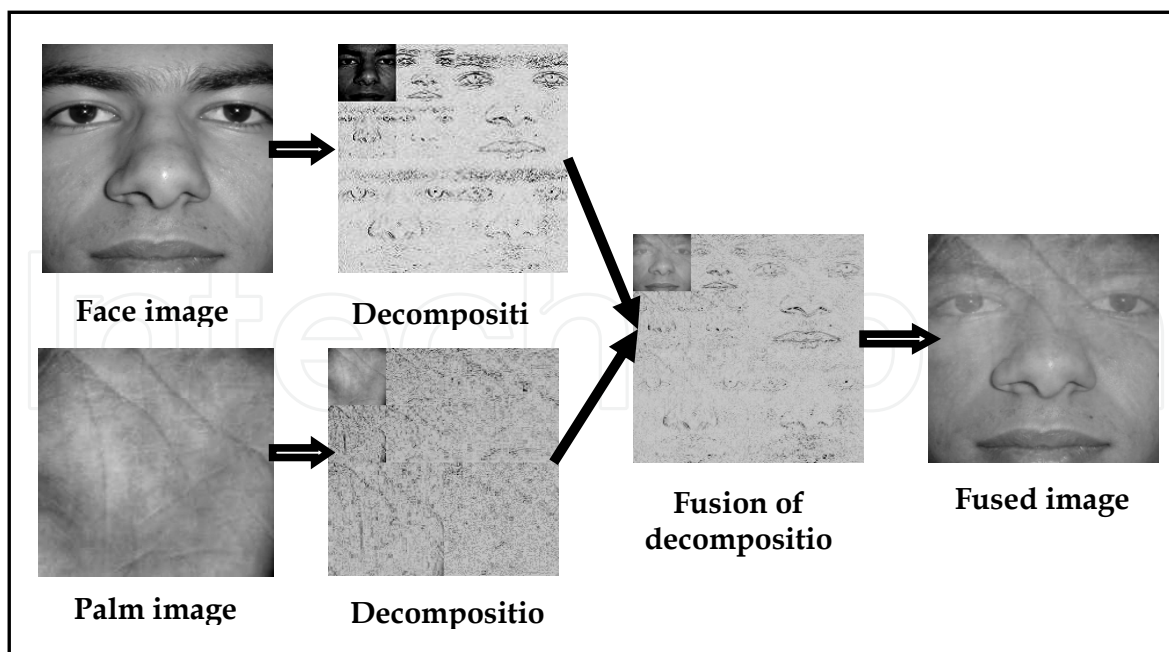 Face image
Decompositi
Palm image
Decompositio
Fusion of
decompositio
Fused image